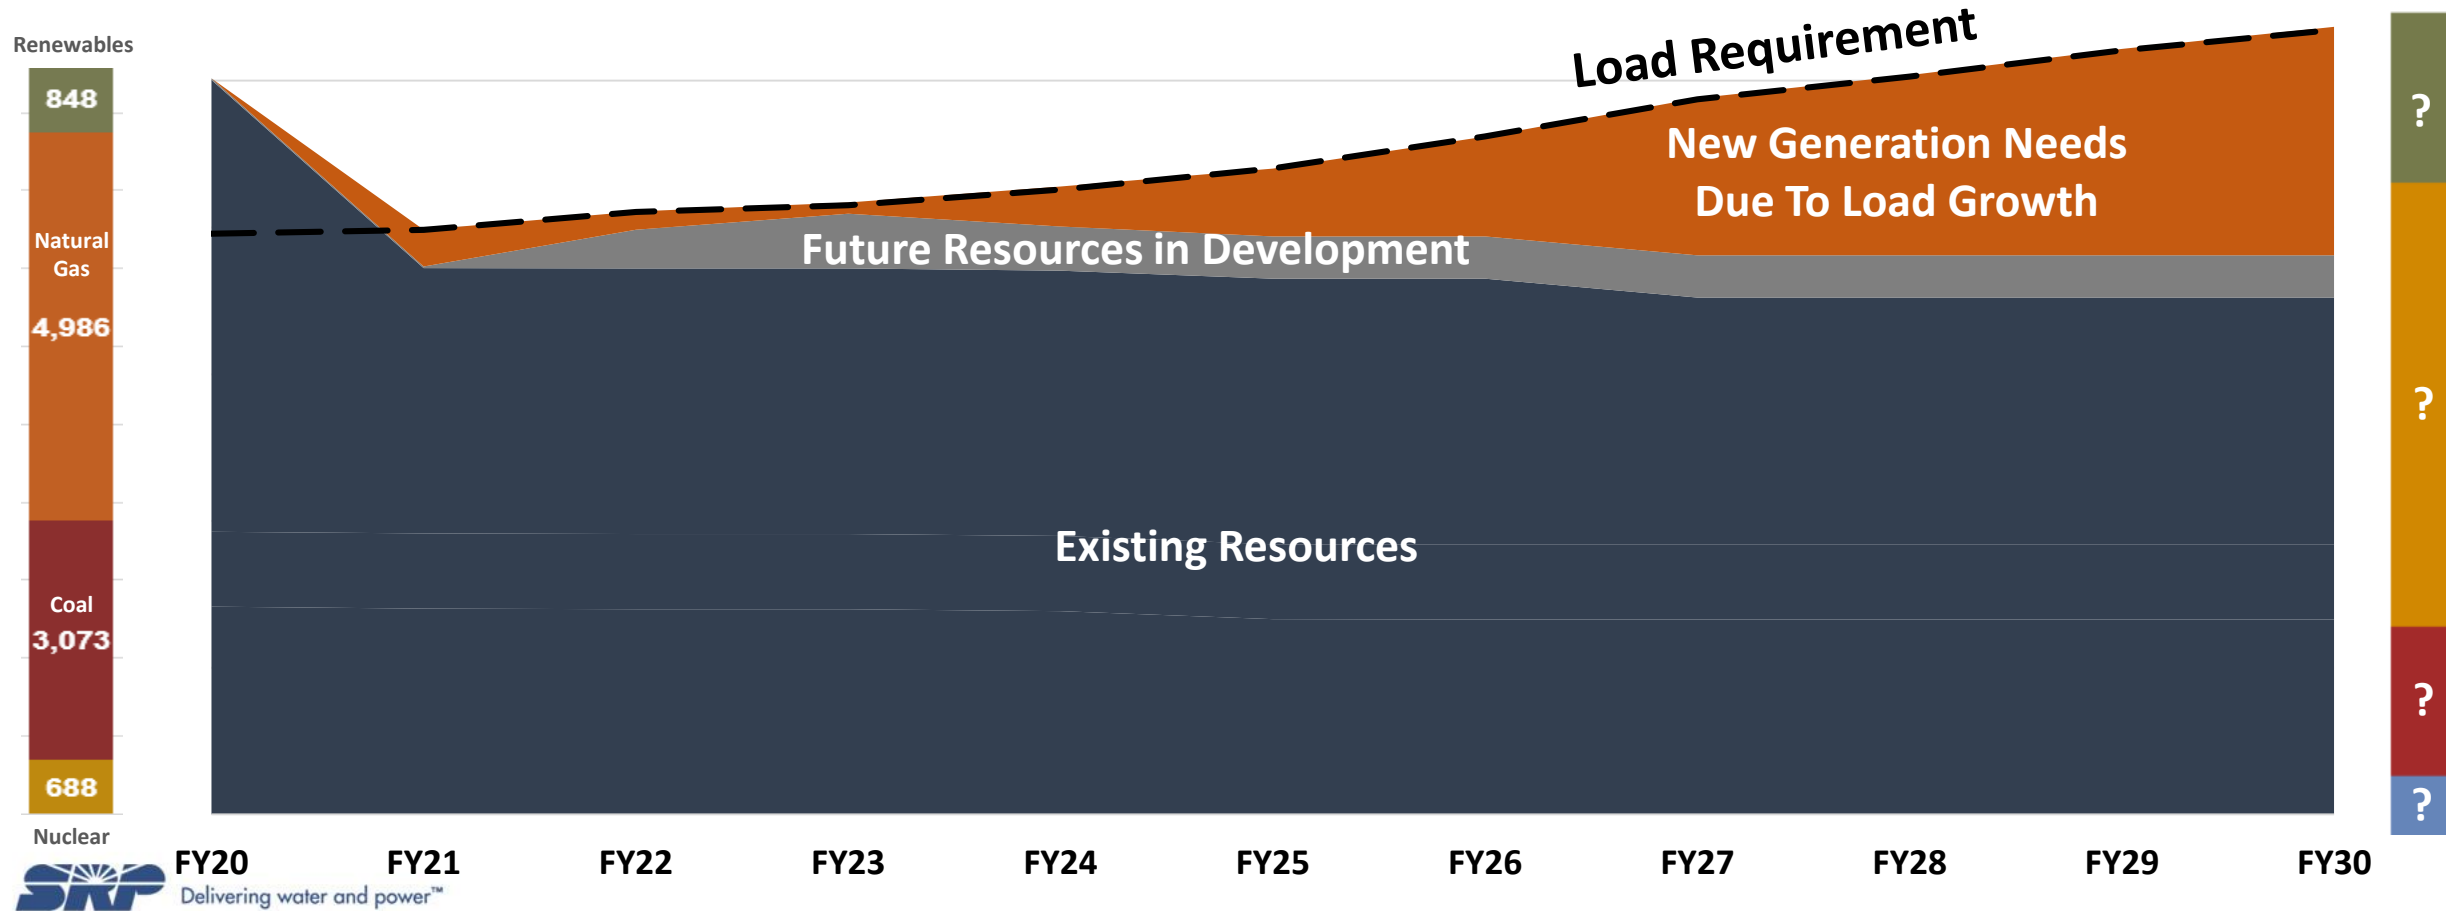 Renewables
848
Natural
Gas
4,986
Coal
3,073
688
Nuclear
Load Requirement
New Generation Needs
Due To Load Growth
Future Resources in Development
Existing Resources
?
?
?
?
FY20
FY21
FY22
FY23
FY24
FY25
FY26
FY27
FY28
FY29
FY30
SRP
Delivering water and power™